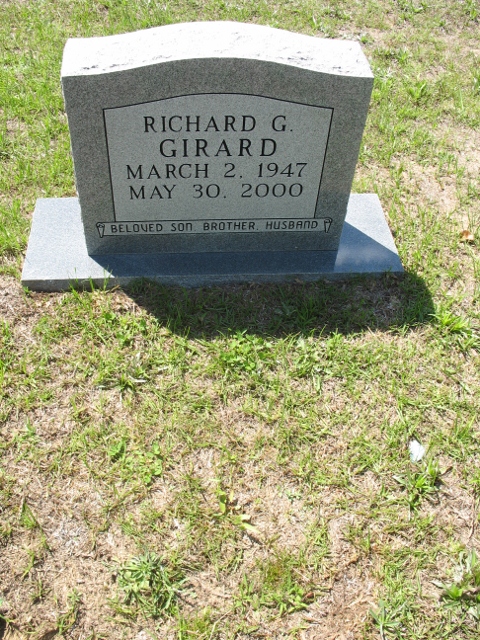 RICHARD G.
GIRARD
MARCH 2, 1947
MAY 30, 2000
BELOVED SON, BROTHER, HUSBAND